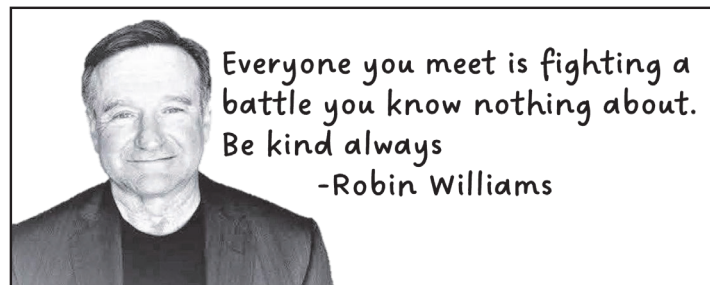 Everyone you meet is fighting a
battle you know nothing about.
Be kind always
-Robin Williams